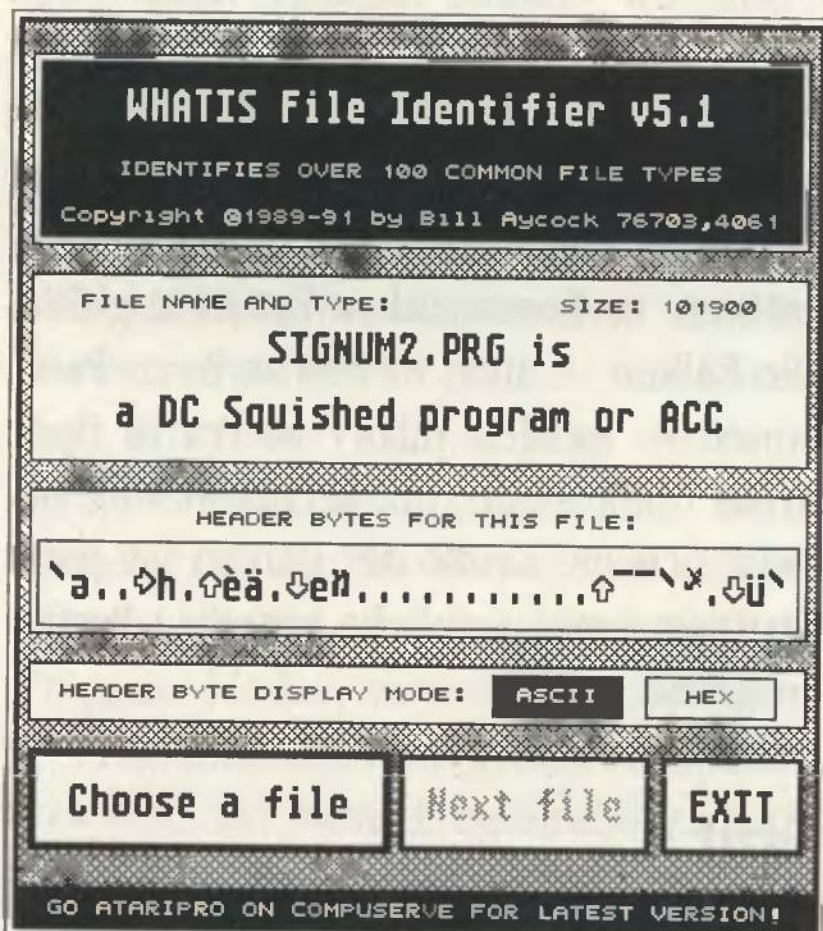 WHATIS File Identifier v5.1
IDENTIFIES OVER 100 COMMON FILE TYPES
Copyright @1989-91 by Bill Aycock 76703,4061
FILE NAME AND TYPE: SIZE: 101900
SIGNUM2.PRG is
a DC Squished program or ACC
HEADER BYTES FOR THIS FILE:
`a..⇨h.⇧èä.⇩en...........⇧¯¯`.⇩ü`
HEADER BYTE DISPLAY MODE: ASCII HEX
Choose a file Next file EXIT
GO ATARIPRO ON COMPUSERVE FOR LATEST VERSION!